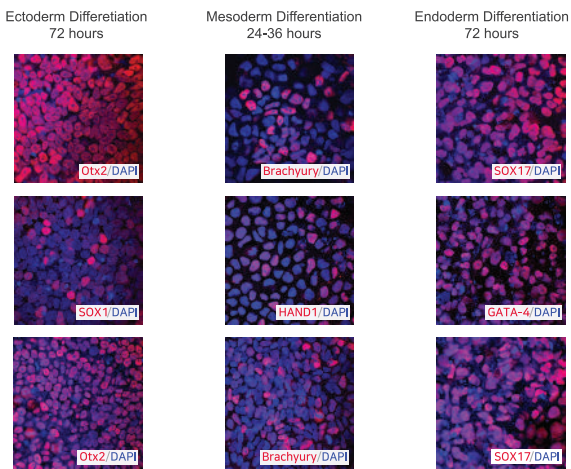 Ectoderm Differetiation
72 hours
Mesoderm Differentiation
24-36 hours
Endoderm Differentiation
72 hours
Otx2/DAPI
Brachyury/DAPI
SOX17/DAPI
SOX1/DAPI
HAND1/DAPI
GATA-4/DAPI
Otx2/DAPI
Brachyury/DAPI
SOX17/DAPI